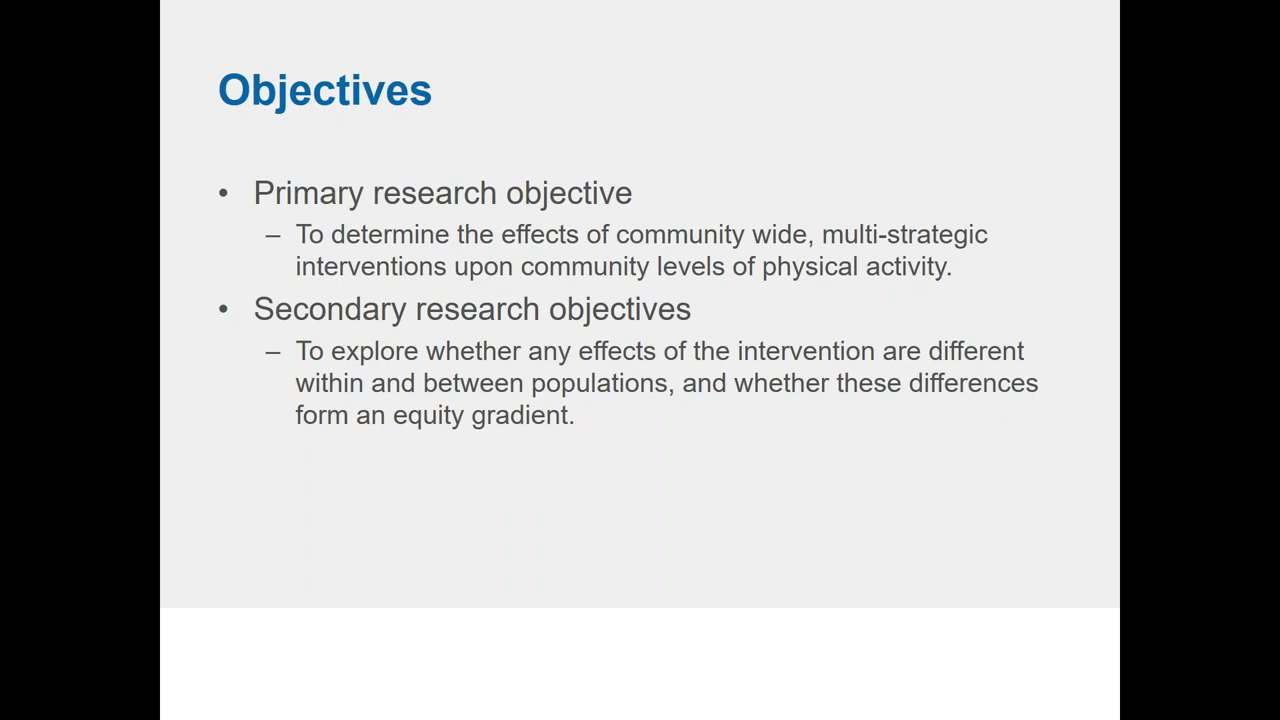 Objectives
• Primary research objective
– To determine the effects of community wide, multi-strategic
interventions upon community levels of physical activity.
• Secondary research objectives
– To explore whether any effects of the intervention are different
within and between populations, and whether these differences
form an equity gradient.